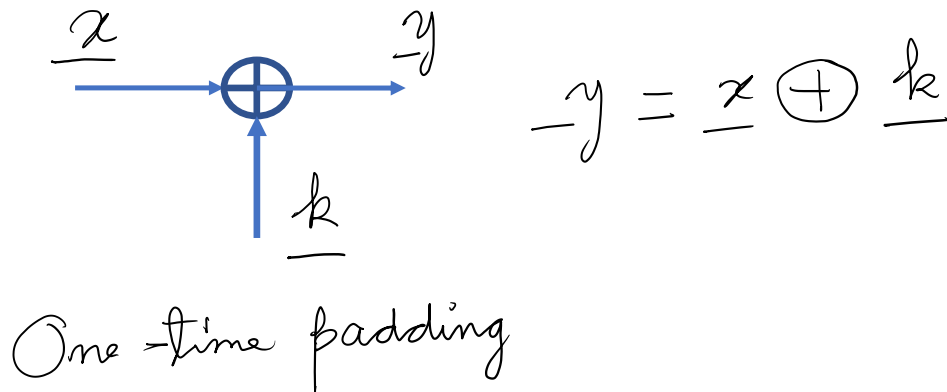 x y
k
y = x ⊕ k
One-time padding